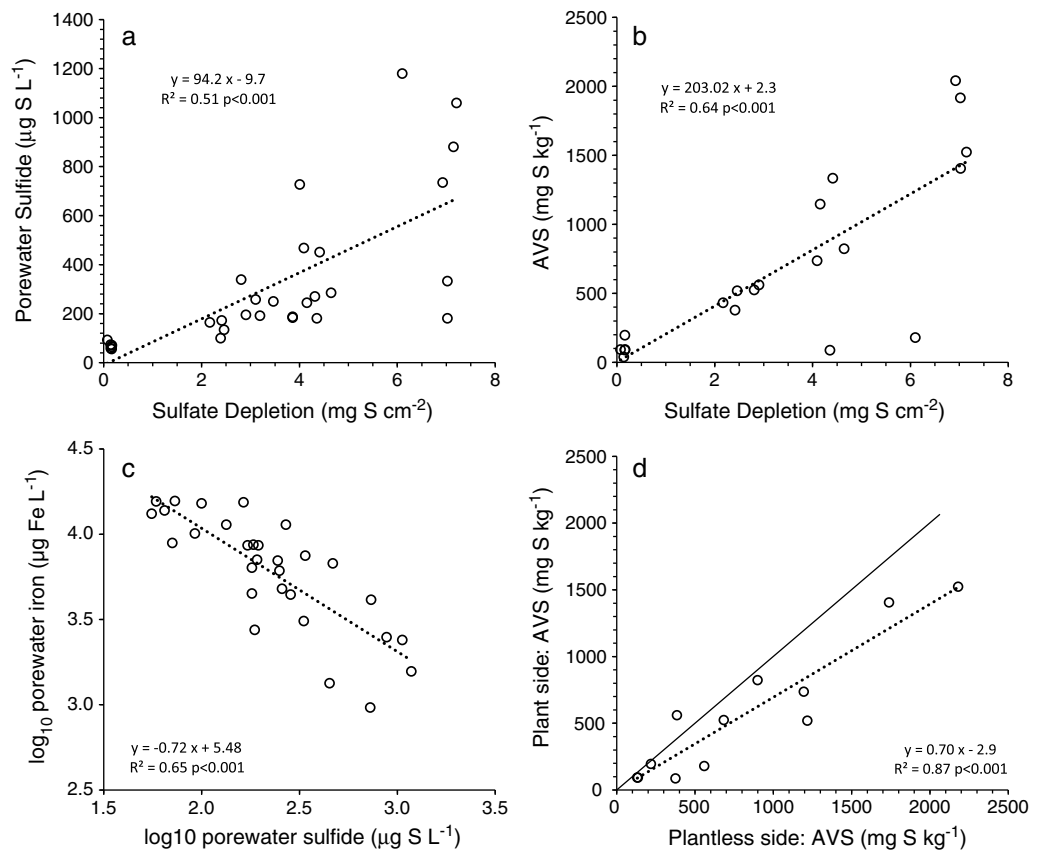 a
Porewater Sulfide (µg S L-1)
1400
1200
1000
800
600
400
200
0
y = 94.2 x - 9.7
R² = 0.51 p<0.001
0 2 4 6 8
Sulfate Depletion (mg S cm-2)
b
AVS (mg S kg-1)
2500
2000
1500
1000
500
0
y = 203.02 x + 2.3
R² = 0.64 p<0.001
0 2 4 6 8
Sulfate Depletion (mg S cm-2)
c
log10 porewater iron (µg Fe L-1)
4.5
4.0
3.5
3.0
2.5
y = -0.72 x + 5.48
R² = 0.65 p<0.001
1.5 2.0 2.5 3.0 3.5
log10 porewater sulfide (µg S L-1)
d
Plant side: AVS (mg S kg-1)
2500
2000
1500
1000
500
0
y = 0.70 x - 2.9
R² = 0.87 p<0.001
0 500 1000 1500 2000 2500
Plantless side: AVS (mg S kg-1)